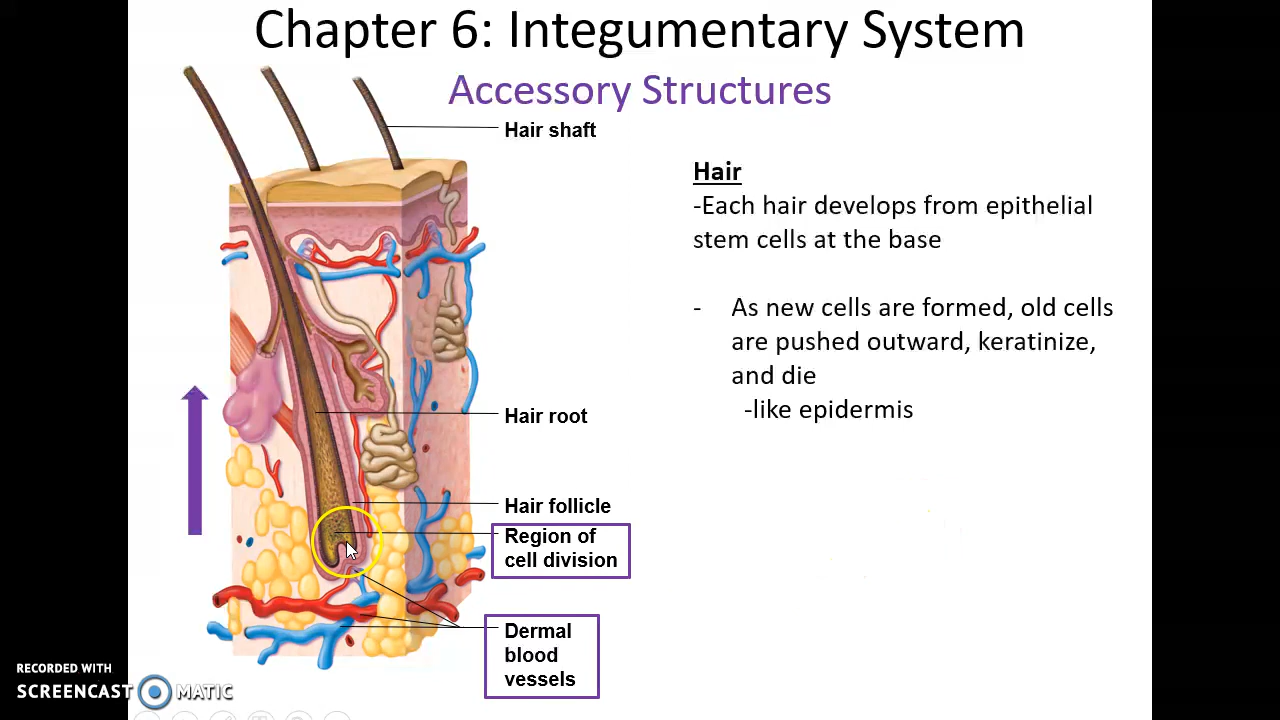 Chapter 6: Integumentary System
Accessory Structures
Hair shaft
Hair
-Each hair develops from epithelial
stem cells at the base
- As new cells are formed, old cells
are pushed outward, keratinize,
and die
-like epidermis
Hair root
Hair follicle
Region of
cell division
Dermal
blood
vessels
RECORDED WITH
SCREENCAST MATIC